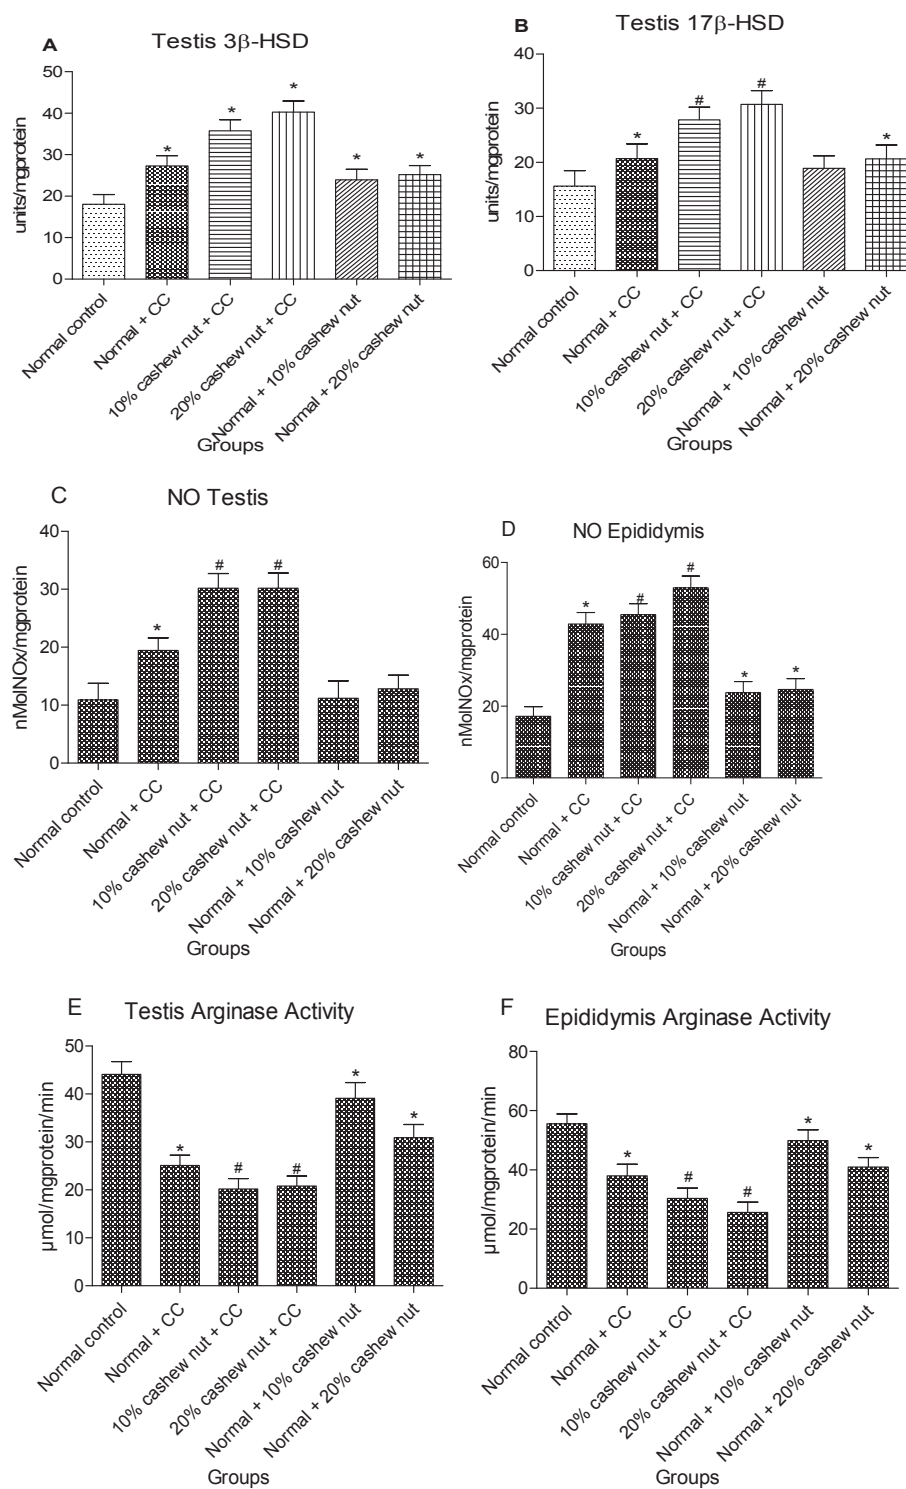 A Testis 3β-HSD
units/mgprotein
50
40
30
20
10
0
* * * * *
Normal control
Normal + CC
10% cashew nut + CC
20% cashew nut + CC
Normal + 10% cashew nut
Normal + 20% cashew nut
Groups
B Testis 17β-HSD
units/mgprotein
40
30
20
10
0
* # # *
Normal control
Normal + CC
10% cashew nut + CC
20% cashew nut + CC
Normal + 10% cashew nut
Normal + 20% cashew nut
Groups
C NO Testis
nMolNOx/mgprotein
40
30
20
10
0
* # #
Normal control
Normal + CC
10% cashew nut + CC
20% cashew nut + CC
Normal + 10% cashew nut
Normal + 20% cashew nut
Groups
D NO Epididymis
nMolNOx/mgprotein
60
40
20
0
* # # * *
Normal control
Normal + CC
10% cashew nut + CC
20% cashew nut + CC
Normal + 10% cashew nut
Normal + 20% cashew nut
Groups
E Testis Arginase Activity
μmol/mgprotein/min
50
40
30
20
10
0
* # # * *
Normal control
Normal + CC
10% cashew nut + CC
20% cashew nut + CC
Normal + 10% cashew nut
Normal + 20% cashew nut
Groups
F Epididymis Arginase Activity
μmol/mgprotein/min
80
60
40
20
0
* # # * *
Normal control
Normal + CC
10% cashew nut + CC
20% cashew nut + CC
Normal + 10% cashew nut
Normal + 20% cashew nut
Groups